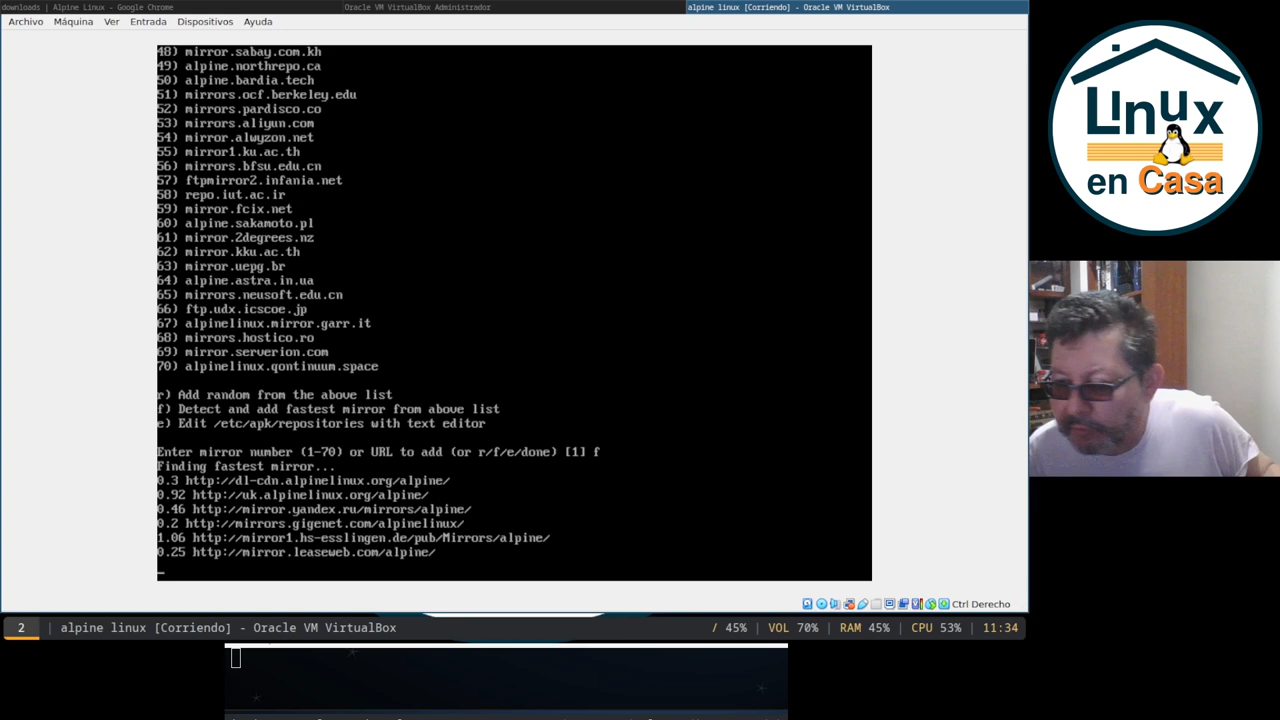 downloads | Alpine Linux - Google Chrome
Oracle VM VirtualBox Administrador
alpine linux [Corriendo] - Oracle VM VirtualBox
Archivo Máquina Ver Entrada Dispositivos Ayuda
48) mirror.sabay.com.kh
49) alpine.northrepo.ca
50) alpine.bardia.tech
51) mirrors.ocf.berkeley.edu
52) mirrors.pardisco.co
53) mirrors.aliyun.com
54) mirror.alwyzon.net
55) mirror1.ku.ac.th
56) mirrors.bfsu.edu.cn
57) ftpmirror2.infania.net
58) repo.iut.ac.ir
59) mirror.fcix.net
60) alpine.sakamoto.pl
61) mirror.2degrees.nz
62) mirror.kku.ac.th
63) mirror.uepg.br
64) alpine.astra.in.ua
65) mirrors.neusoft.edu.cn
66) ftp.udx.icscoe.jp
67) alpinelinux.mirror.garr.it
68) mirrors.hostico.ro
69) mirror.serverion.com
70) alpinelinux.qontinuum.space
r) Add random from the above list
f) Detect and add fastest mirror from above list
e) Edit /etc/apk/repositories with text editor
Enter mirror number (1-70) or URL to add (or r/f/e/done) [1] f
Finding fastest mirror...
0.3 http://dl-cdn.alpinelinux.org/alpine/
0.92 http://uk.alpinelinux.org/alpine/
0.46 http://mirror.yandex.ru/mirrors/alpine/
0.2 http://mirrors.gigenet.com/alpinelinux/
1.06 http://mirror1.hs-esslingen.de/pub/Mirrors/alpine/
0.25 http://mirror.leaseweb.com/alpine/
Ctrl Derecho
2 | alpine linux [Corriendo] - Oracle VM VirtualBox
/ 45% | VOL 70% | RAM 45% | CPU 53% | 11:34
Linux
en Casa